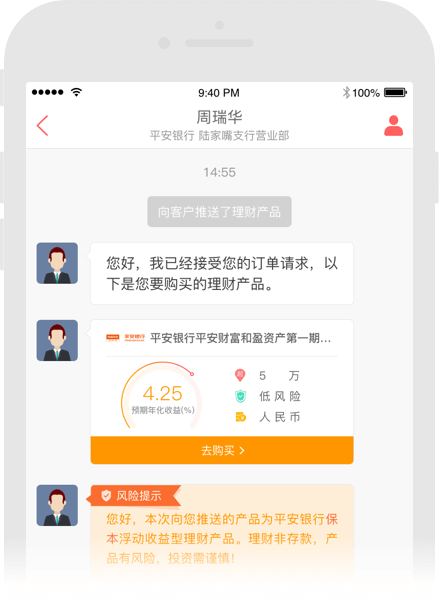 9:40 PM
100%
周瑞华
平安银行 陆家嘴支行营业部
14:55
向客户推送了理财产品
您好，我已经接受您的订单请求，以
下是您要购买的理财产品。
平安银行平安财富和盈资产第一期...
4.25
预期年化收益(%)
5 万
低风险
人民币
去购买
风险提示
您好，本次向您推送的产品为平安银行保
本浮动收益型理财产品。理财非存款，产
品有风险，投资需谨慎！